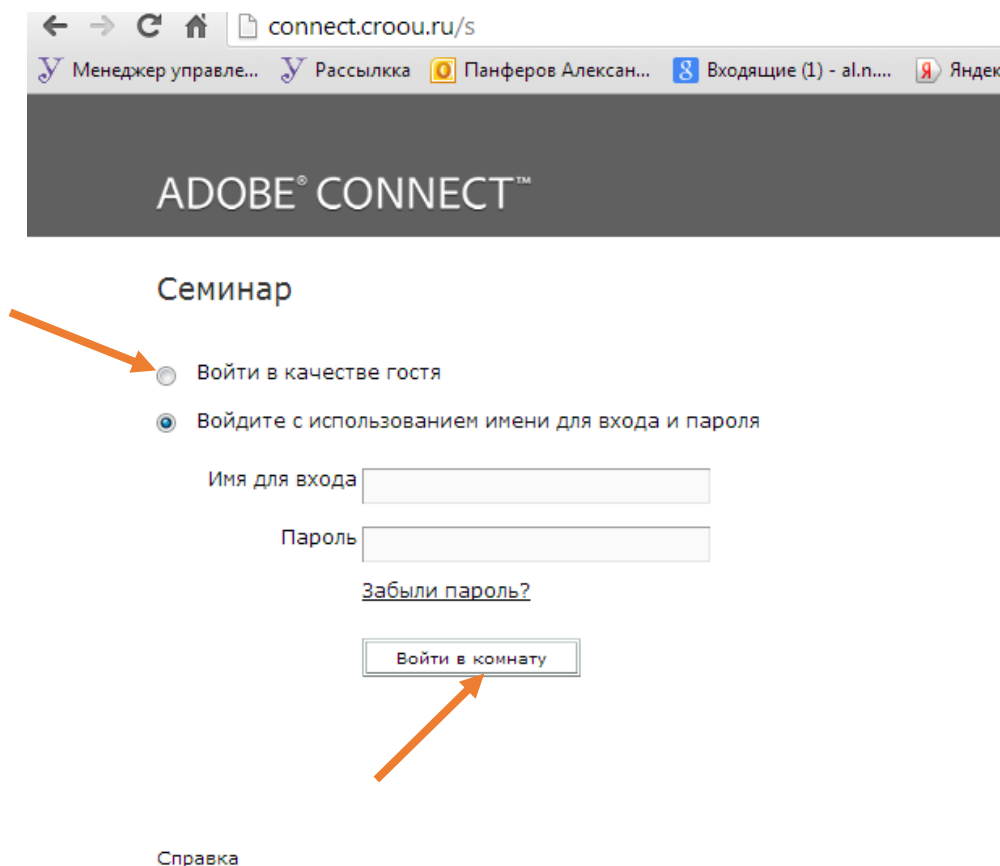 connect.croou.ru/s
Менеджер управле... Рассылкка Панферов Алексан... Входящие (1) - al.n.... Яндек
ADOBE® CONNECT™
Семинар
Войти в качестве гостя
Войдите с использованием имени для входа и пароля
Имя для входа
Пароль
Забыли пароль?
Войти в комнату
Справка